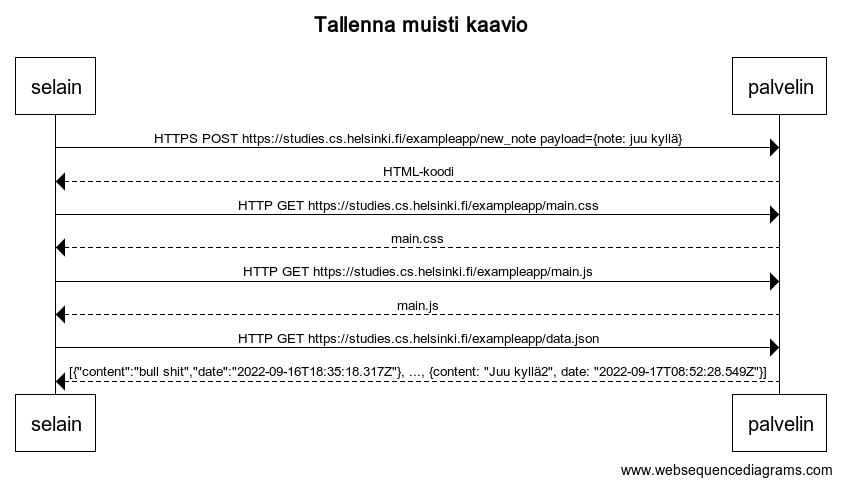 Tallenna muisti kaavio
selain palvelin
HTTPS POST https://studies.cs.helsinki.fi/exampleapp/new_note payload={note: juu kyllä}
HTML-koodi
HTTP GET https://studies.cs.helsinki.fi/exampleapp/main.css
main.css
HTTP GET https://studies.cs.helsinki.fi/exampleapp/main.js
main.js
HTTP GET https://studies.cs.helsinki.fi/exampleapp/data.json
[{"content":"bull shit","date":"2022-09-16T18:35:18.317Z"}, ..., {content: "Juu kyllä2", date: "2022-09-17T08:52:28.549Z"}]
selain palvelin
www.websequencediagrams.com